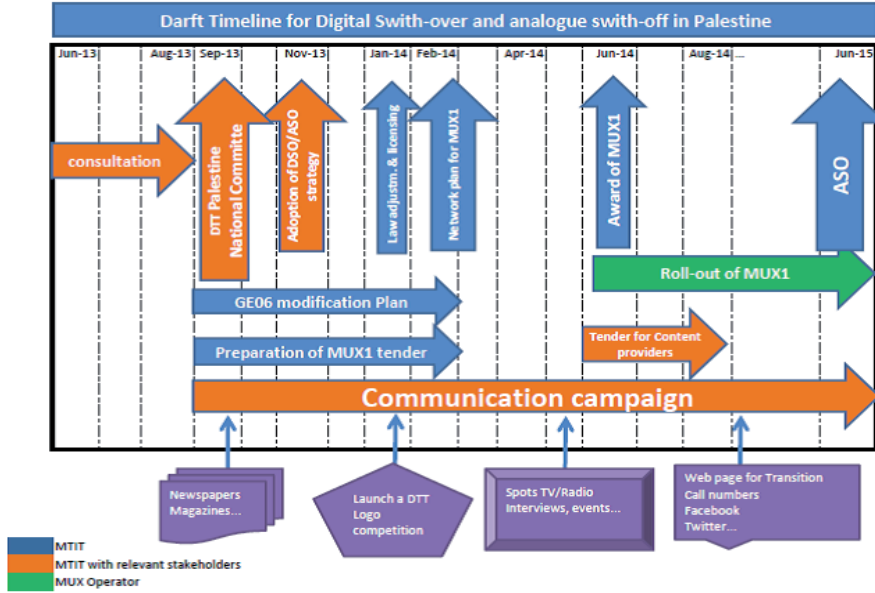 Darft Timeline for Digital Swith-over and analogue swith-off in Palestine
Jun-13
Aug-13
Sep-13
Nov-13
Jan-14
Feb-14
Apr-14
Jun-14
Aug-14 ...
Jun-15
consultation
DTT Palestine
National Committe
Adoption of DSO/ASO
strategy
Law adjustm. & licensing
Network plan for MUX1
Award of MUX1
ASO
Roll-out of MUX1
GE06 modification Plan
Preparation of MUX1 tender
Tender for Content
providers
Communication campaign
Newspapers
Magazines...
Launch a DTT
Logo
competition
Spots TV/Radio
Interviews, events...
Web page for Transition
Call numbers
Facebook
Twitter...
MTIT
MTIT with relevant stakeholders
MUX Operator